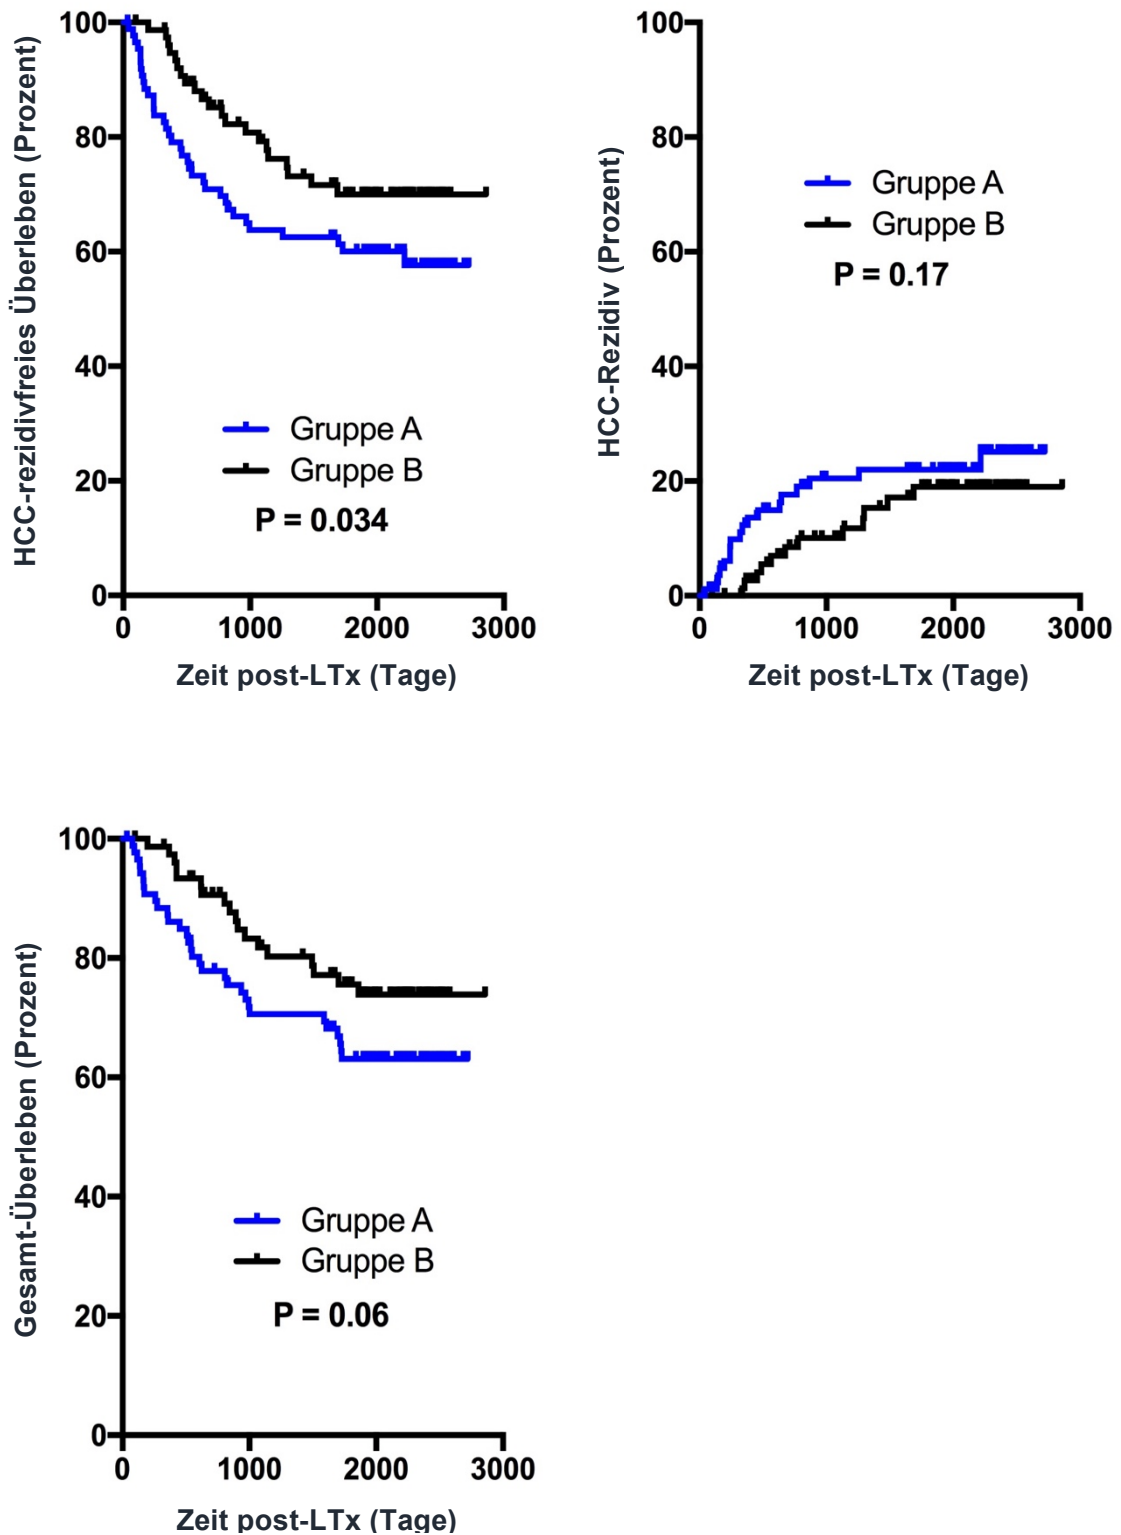 HCC-rezidivfreies Überleben (Prozent)
100
80
60
40
20
0
Gruppe A
Gruppe B
P = 0.034
0 1000 2000 3000
Zeit post-LTx (Tage)
HCC-Rezidiv (Prozent)
100
80
60
40
20
0
Gruppe A
Gruppe B
P = 0.17
0 1000 2000 3000
Zeit post-LTx (Tage)
Gesamt-Überleben (Prozent)
100
80
60
40
20
0
Gruppe A
Gruppe B
P = 0.06
0 1000 2000 3000
Zeit post-LTx (Tage)